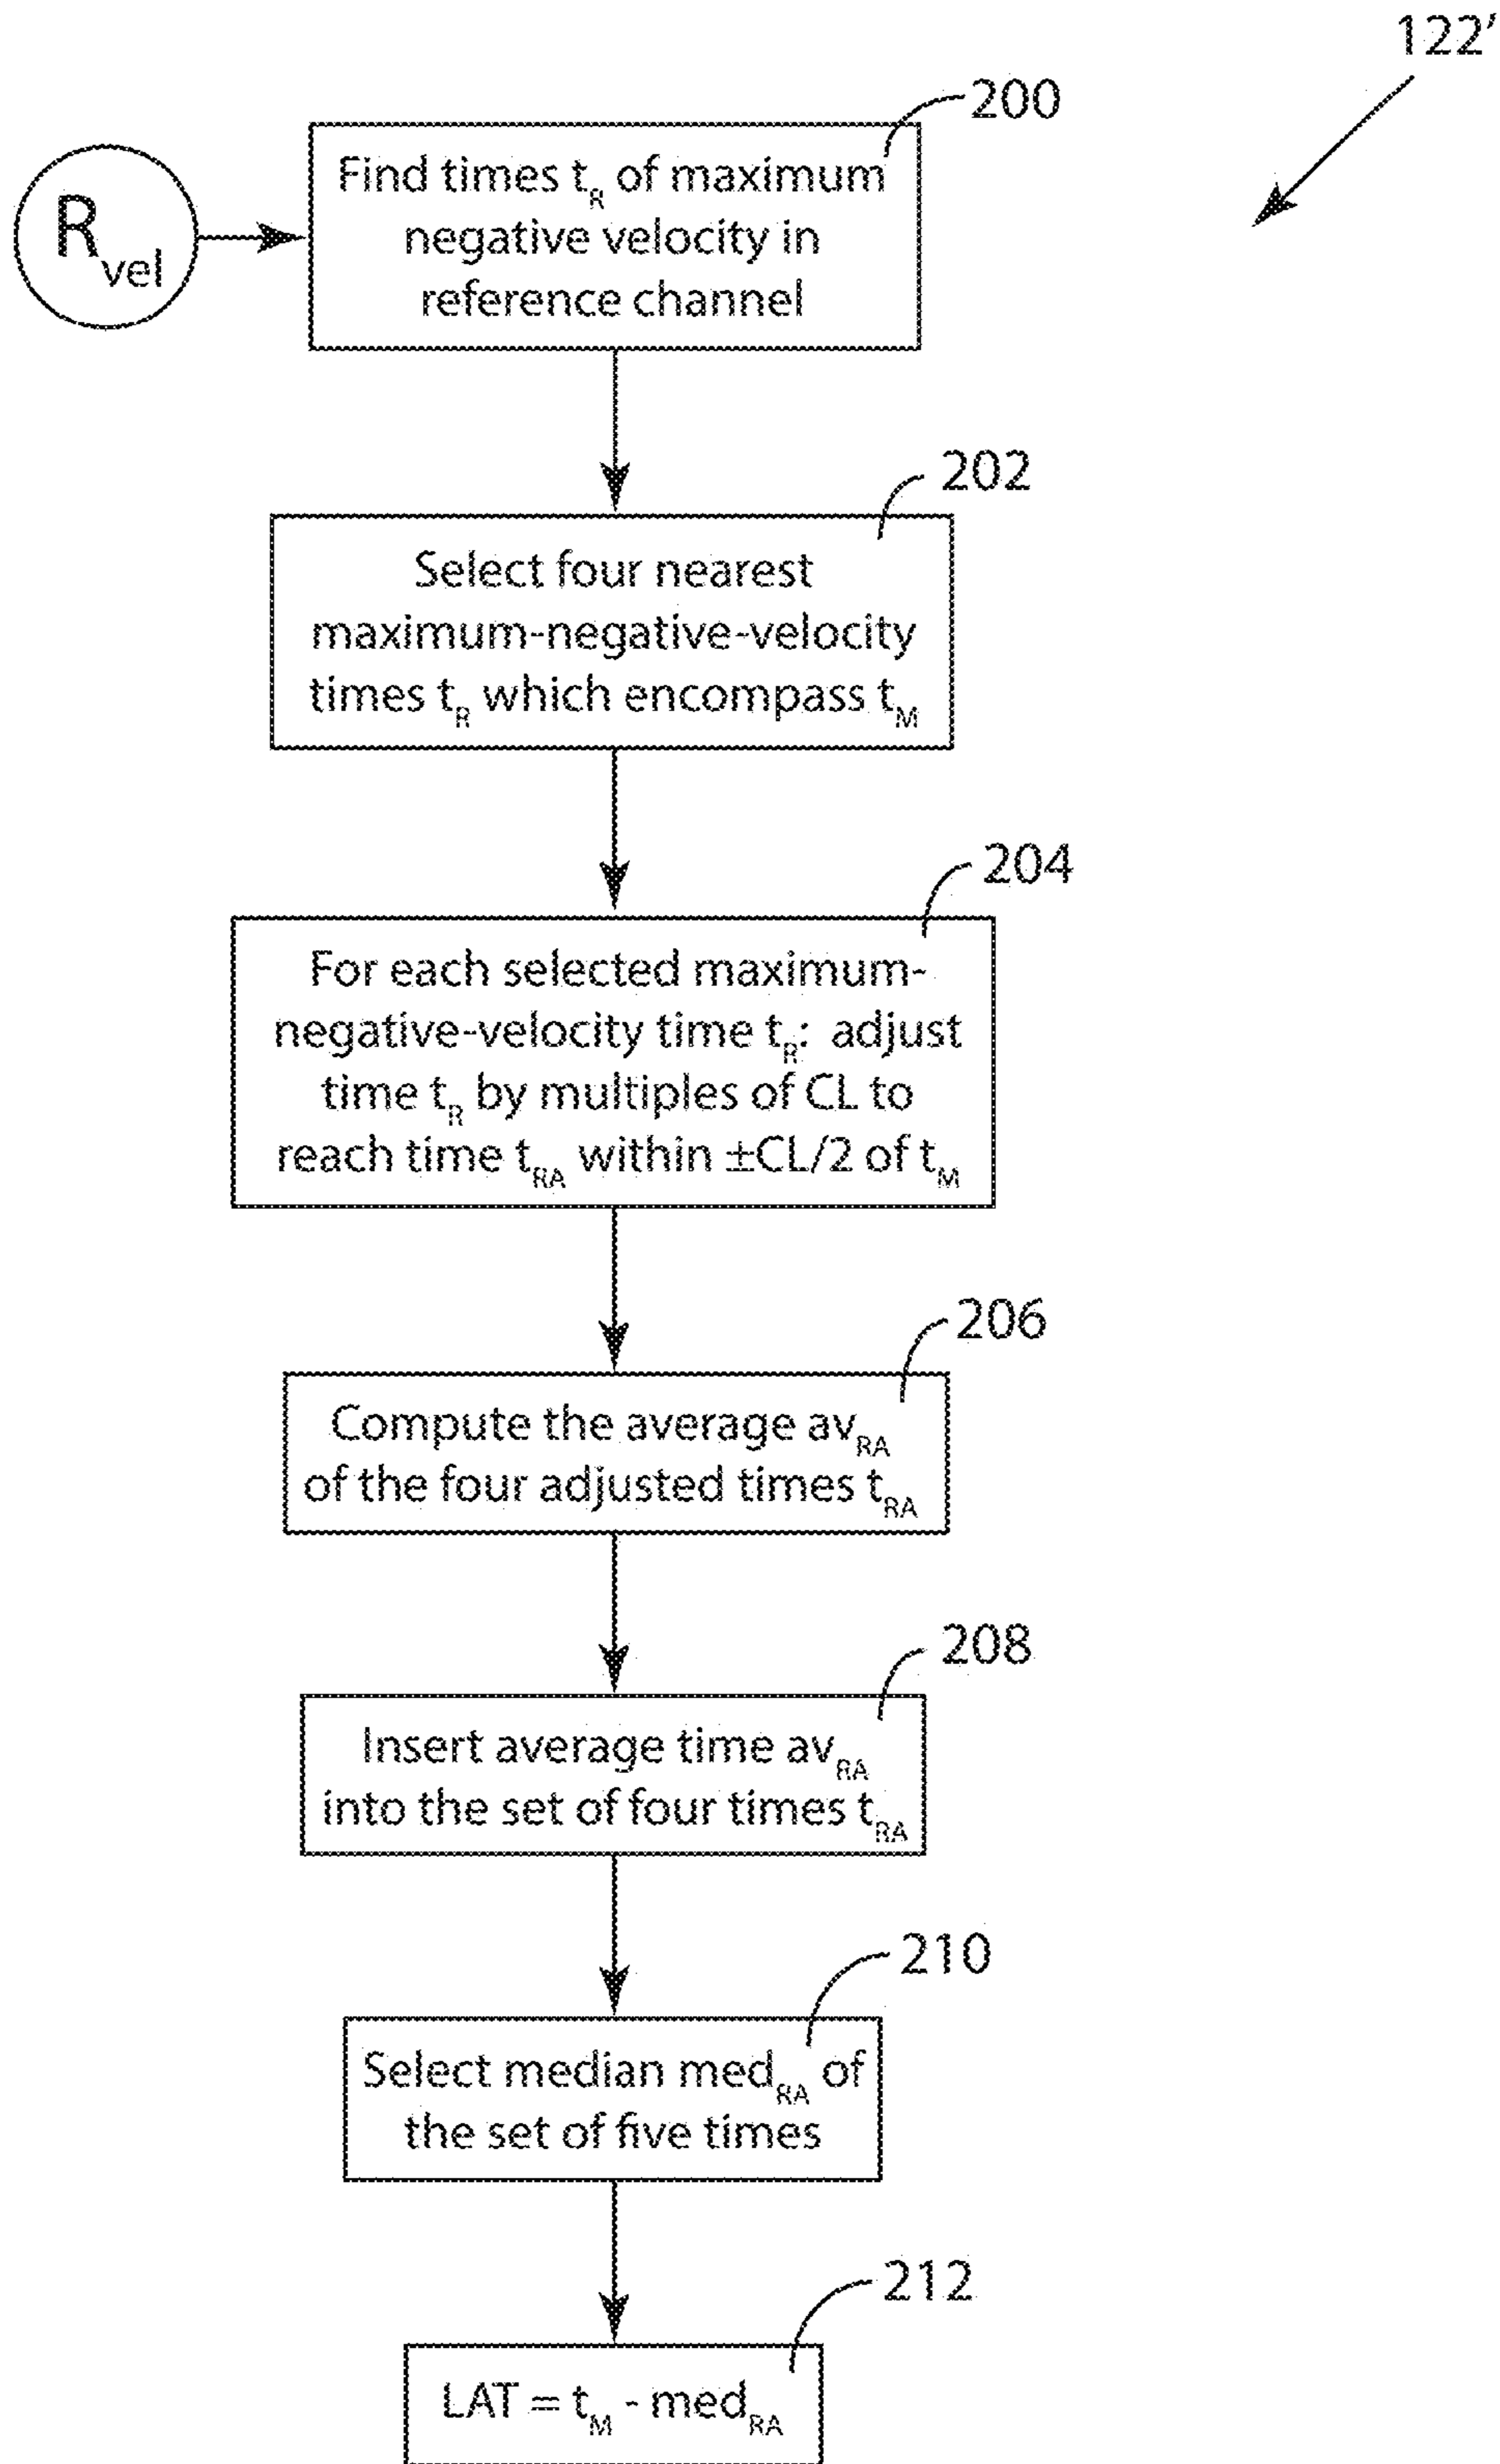 122’
200
R_vel
Find times t_R of maximum
negative velocity in
reference channel
202
Select four nearest
maximum-negative-velocity
times t_R which encompass t_M
204
For each selected maximum-
negative-velocity time t_R: adjust
time t_R by multiples of CL to
reach time t_RA within ±CL/2 of t_M
206
Compute the average av_RA
of the four adjusted times t_RA
208
Insert average time av_RA
into the set of four times t_RA
210
Select median med_RA of
the set of five times
212
LAT = t_M - med_RA